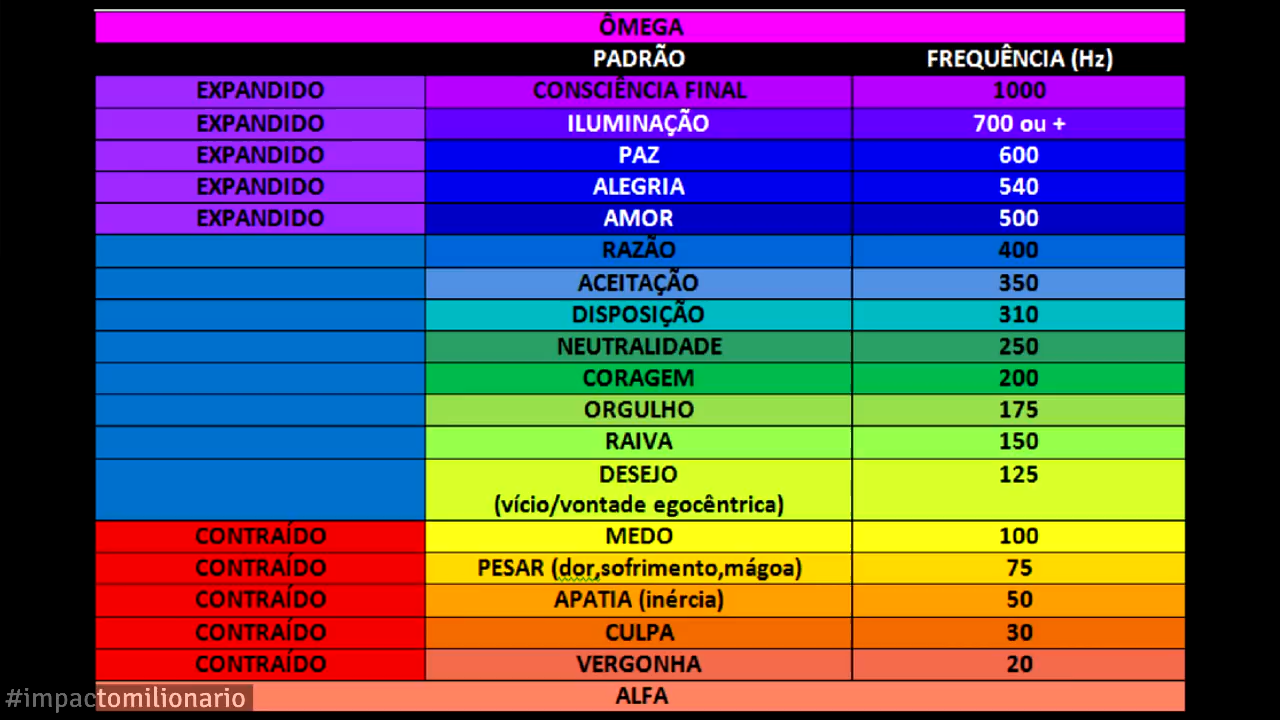 ÔMEGA
PADRÃO FREQUÊNCIA (Hz)
EXPANDIDO CONSCIÊNCIA FINAL 1000
EXPANDIDO ILUMINAÇÃO 700 ou +
EXPANDIDO PAZ 600
EXPANDIDO ALEGRIA 540
EXPANDIDO AMOR 500
RAZÃO 400
ACEITAÇÃO 350
DISPOSIÇÃO 310
NEUTRALIDADE 250
CORAGEM 200
ORGULHO 175
RAIVA 150
DESEJO 125
(vício/vontade egocêntrica)
CONTRAÍDO MEDO 100
CONTRAÍDO PESAR (dor,sofrimento,mágoa) 75
CONTRAÍDO APATIA (inércia) 50
CONTRAÍDO CULPA 30
CONTRAÍDO VERGONHA 20
ALFA
#impactomilionario